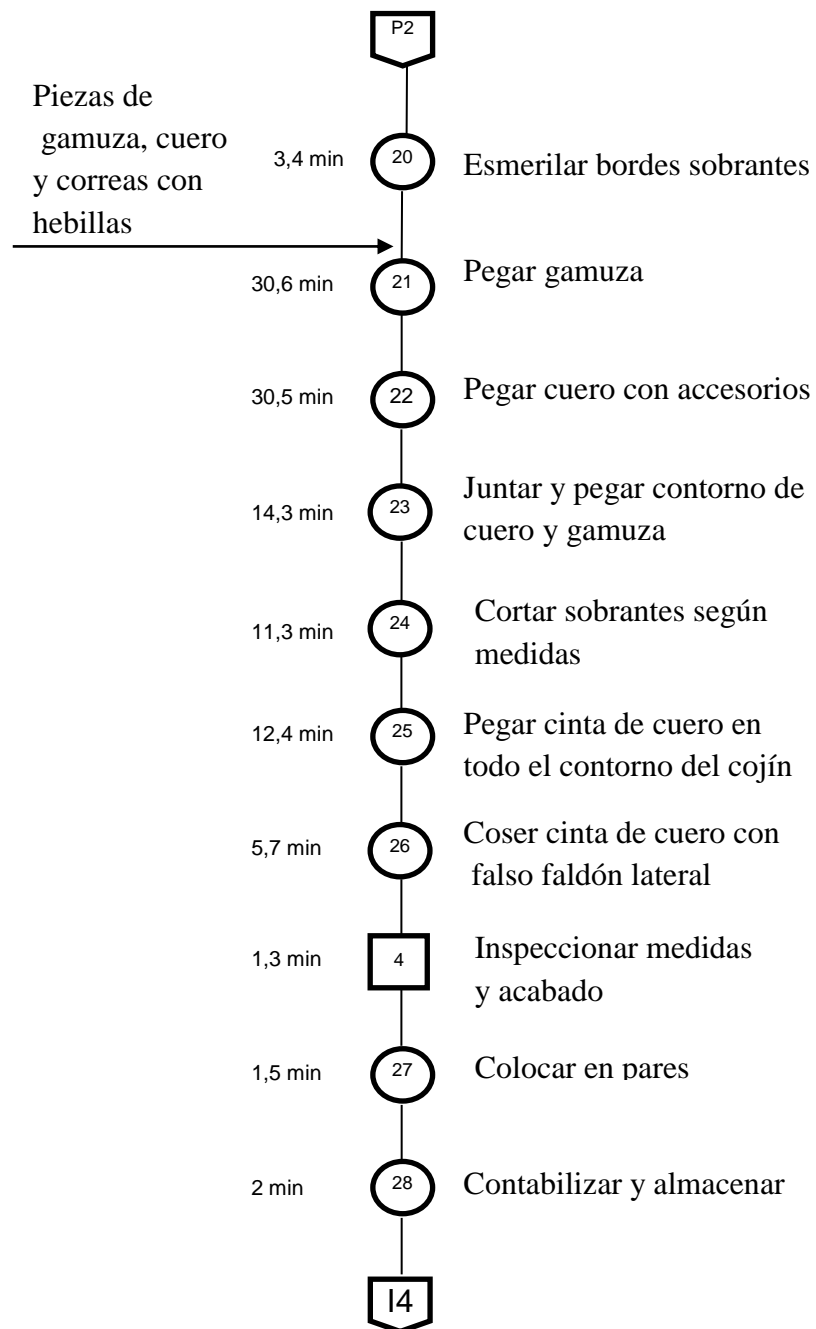 P2
Piezas de
gamuza, cuero
y correas con
hebillas
3,4 min
20
Esmerilar bordes sobrantes
30,6 min
21
Pegar gamuza
30,5 min
22
Pegar cuero con accesorios
14,3 min
23
Juntar y pegar contorno de
cuero y gamuza
11,3 min
24
Cortar sobrantes según
medidas
12,4 min
25
Pegar cinta de cuero en
todo el contorno del cojín
5,7 min
26
Coser cinta de cuero con
falso faldón lateral
1,3 min
4
Inspeccionar medidas
y acabado
1,5 min
27
Colocar en pares
2 min
28
Contabilizar y almacenar
I4